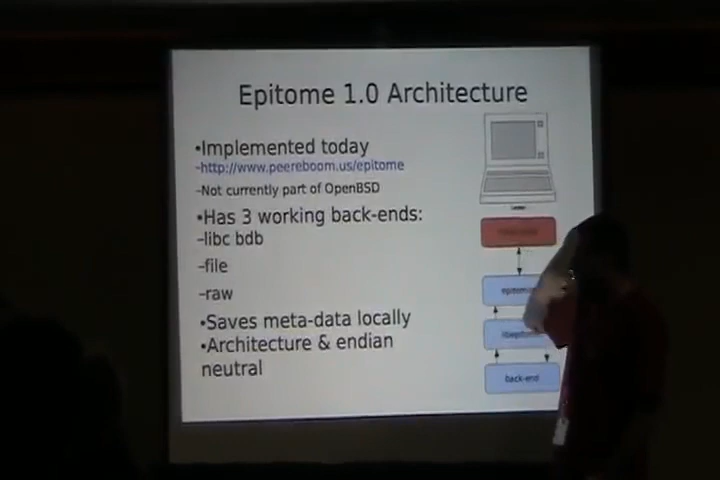 Epitome 1.0 Architecture
•Implemented today
–http://www.peereboom.us/epitome
–Not currently part of OpenBSD
•Has 3 working back-ends:
–libc bdb
–file
–raw
•Saves meta-data locally
•Architecture & endian
neutral
back-end